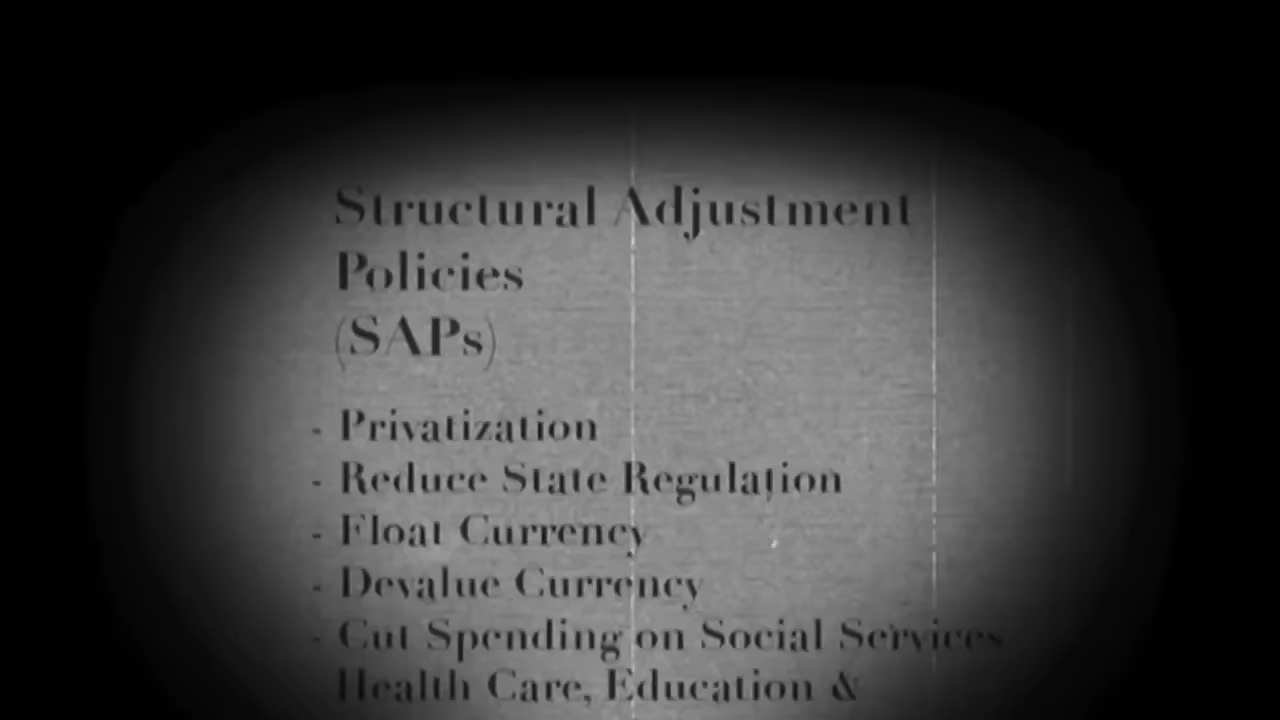 Structural Adjustment
Policies
(SAPs)
- Privatization
- Reduce State Regulation
- Float Currency
- Devalue Currency
- Cut Spending on Social Services
Health Care, Education &